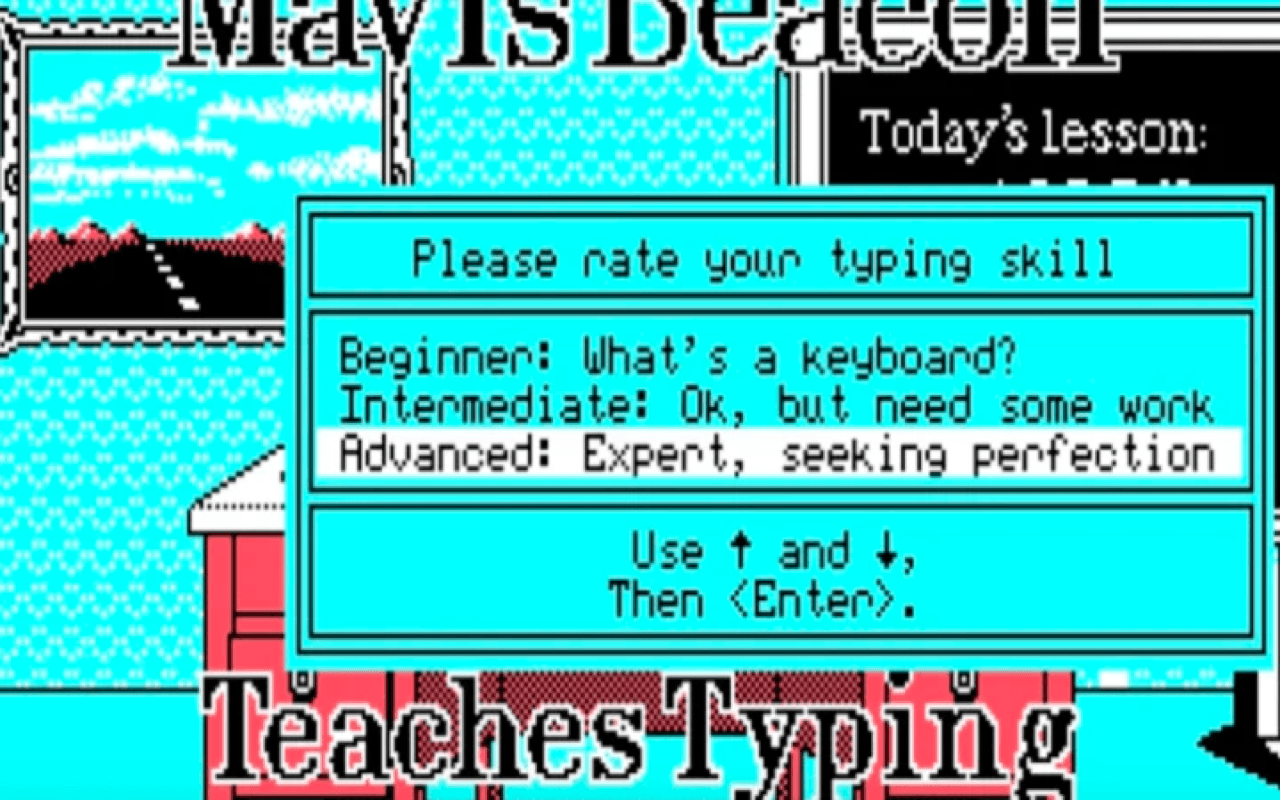 Mavis Beacon
Today's lesson:
Please rate your typing skill
Beginner: What's a keyboard?
Intermediate: Ok, but need some work
Advanced: Expert, seeking perfection
Use ↑ and ↓,
Then <Enter>.
Teaches Typing